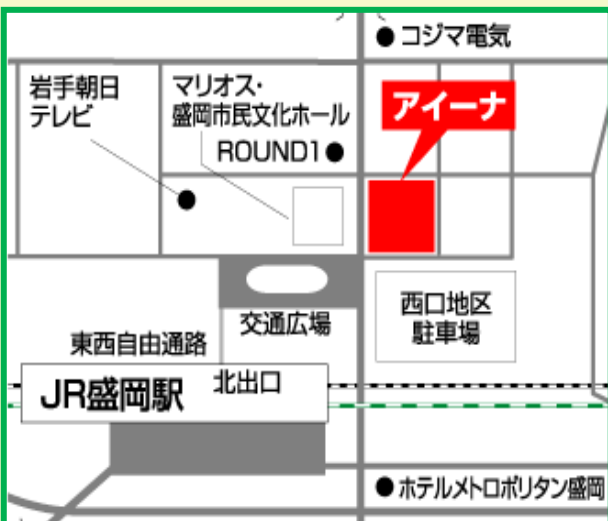 コジマ電気
岩手朝日
テレビ
マリオス・
盛岡市民文化ホール
ROUND1
アイーナ
交通広場
西口地区
駐車場
東西自由通路
北出口
JR盛岡駅
ホテルメトロポリタン盛岡